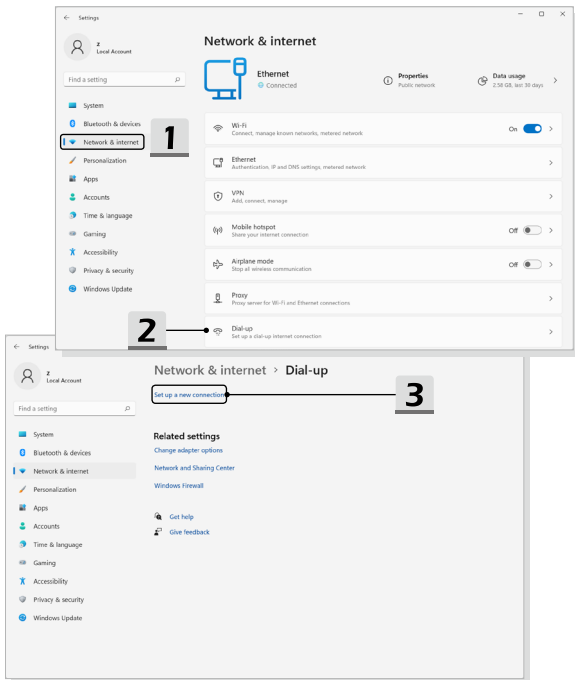 Settings
z
Local Account
Find a setting
System
Bluetooth & devices
Network & internet
Personalization
Apps
Accounts
Time & language
Gaming
Accessibility
Privacy & security
Windows Update
1
Network & internet
Ethernet
Connected
Properties
Public network
Data usage
2.58 GB, last 30 days
Wi-Fi
Connect, manage known networks, metered network
On
Ethernet
Authentication, IP and DNS settings, metered network
VPN
Add, connect, manage
Mobile hotspot
Share your internet connection
Off
Airplane mode
Stop all wireless communication
Off
Proxy
Proxy server for Wi-Fi and Ethernet connections
2
Dial-up
Set up a dial-up internet connection
Settings
z
Local Account
Find a setting
System
Bluetooth & devices
Network & internet
Personalization
Apps
Accounts
Time & language
Gaming
Accessibility
Privacy & security
Windows Update
Network & internet > Dial-up
Set up a new connection
3
Related settings
Change adapter options
Network and Sharing Center
Windows Firewall
Get help
Give feedback